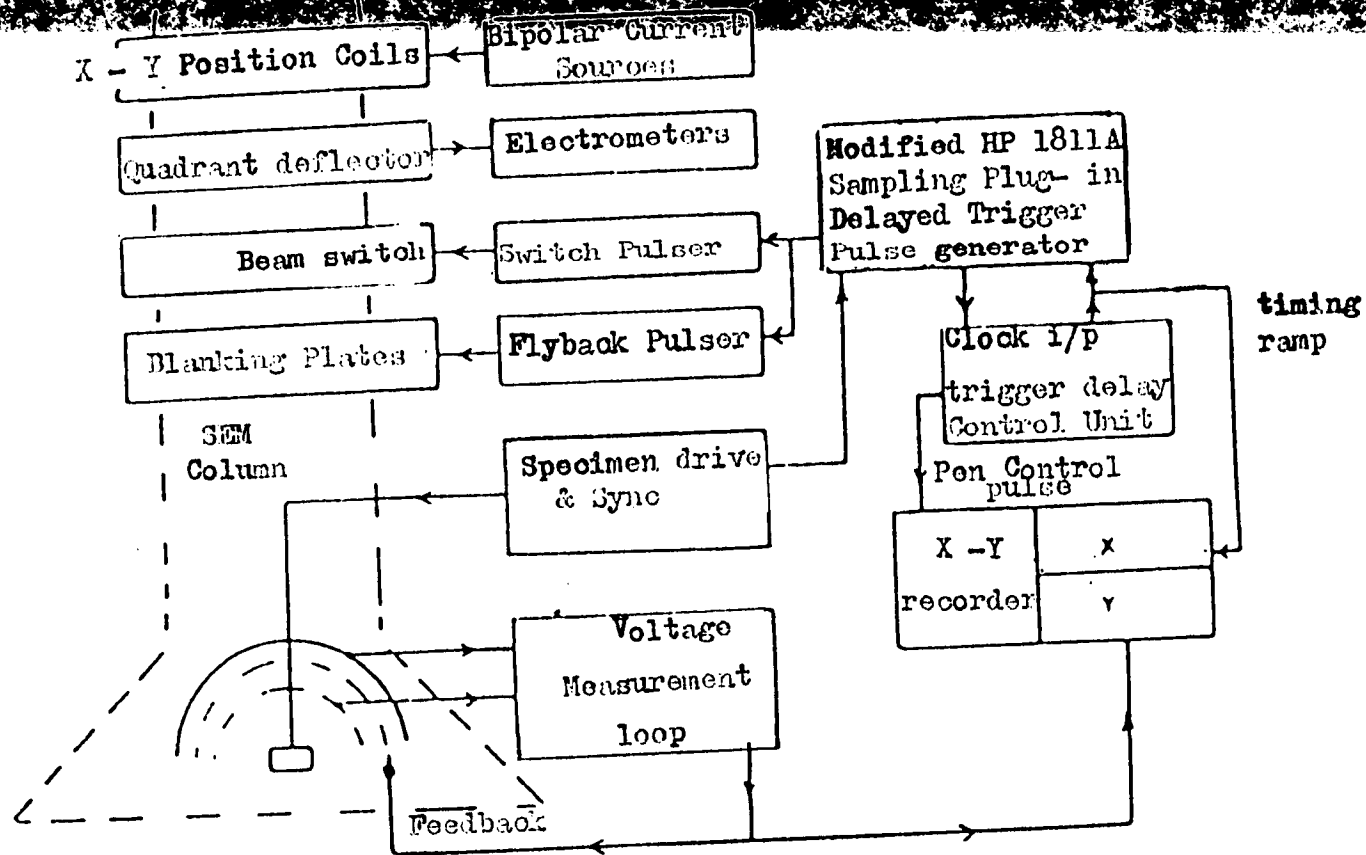 X - Y Position Coils
Bipolar Current
Sources
Quadrant deflector
Electrometers
Modified HP 1811A
Sampling Plug- in
Delayed Trigger
Pulse generator
Beam switch
Switch Pulser
Blanking Plates
Flyback Pulser
timing
ramp
Clock i/p
trigger delay
Control Unit
SEM
Column
Specimen drive
& Sync
Pen Control
pulse
X -Y
recorder
X
Y
Voltage
Measurement
loop
Feedback